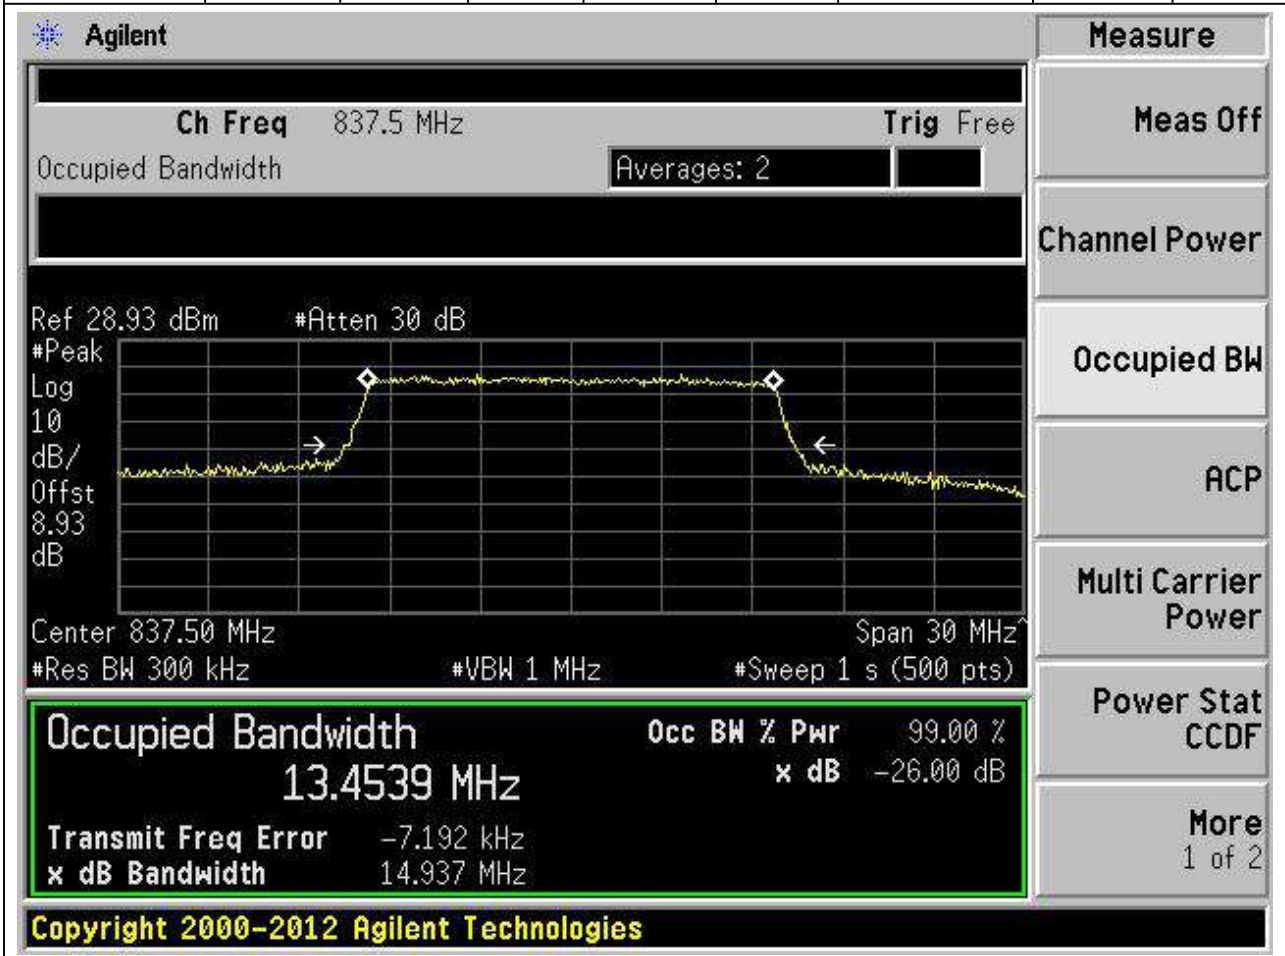 Agilent
Measure
Ch Freq 837.5 MHz Trig Free
Occupied Bandwidth Averages: 2
Meas Off
Channel Power
Occupied BW
ACP
Multi Carrier
Power
Power Stat
CCDF
More
1 of 2
Ref 28.93 dBm #Atten 30 dB
#Peak
Log
10
dB/
Offst
8.93
dB
Center 837.50 MHz Span 30 MHz^
#Res BW 300 kHz #VBW 1 MHz #Sweep 1 s (500 pts)
Occupied Bandwidth Occ BW % Pwr 99.00 %
13.4539 MHz x dB -26.00 dB
Transmit Freq Error -7.192 kHz
x dB Bandwidth 14.937 MHz
Copyright 2000-2012 Agilent Technologies